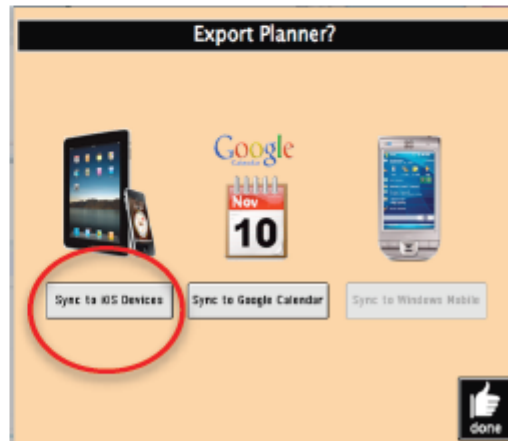 Export Planner?
Google
Calendar
Nov
10
Sync to iOS Devices
Sync to Google Calendar
Sync to Windows Mobile
done